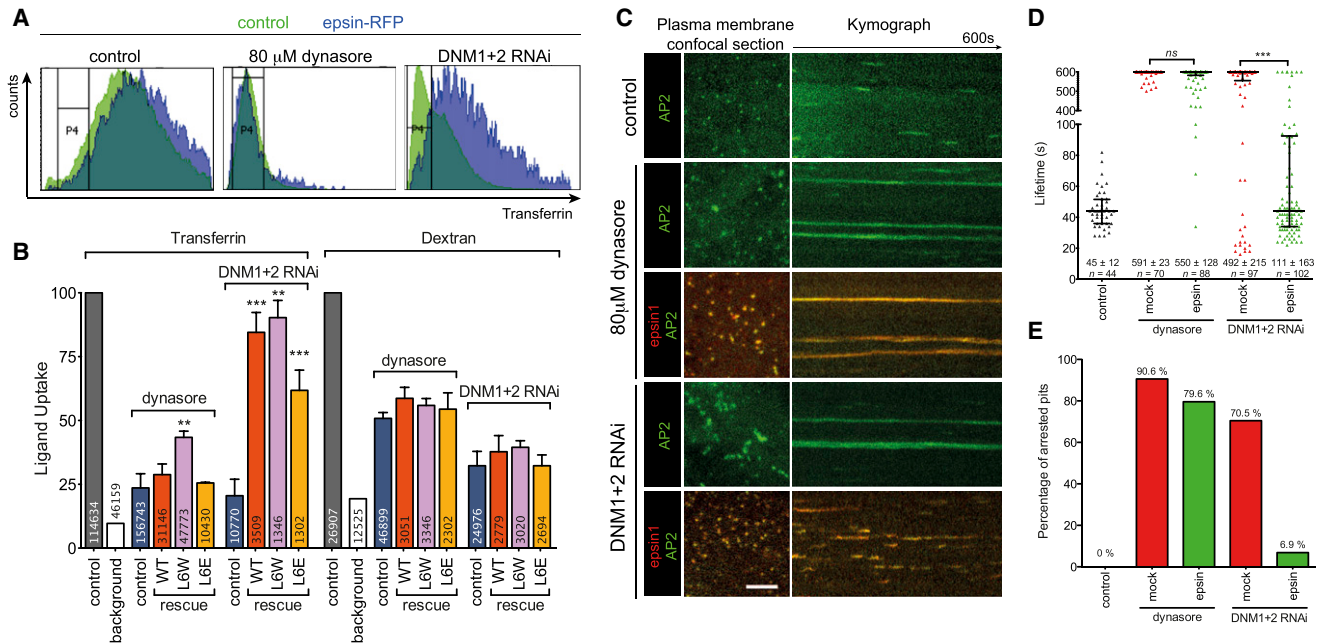 A
control epsin-RFP
control 80 µM dynasore DNM1+2 RNAi
counts
P4 P4 P4
Transferrin
B
Transferrin Dextran
DNM1+2 RNAi
dynasore
dynasore
DNM1+2 RNAi
** *** ** ***
Ligand Uptake
100
75
50
25
0
114634 46159 156743 31146 47773 10430 10770 3509 1346 1302 26907 12525 46899 3051 3346 2302 24976 2779 3020 2694
control background control WT L6W L6E control WT L6W L6E control background control WT L6W L6E control WT L6W L6E
rescue rescue rescue rescue
C
Plasma membrane confocal section
Kymograph
600s
control
AP2
80µM dynasore
AP2
epsin1
AP2
DNM1+2 RNAi
AP2
epsin1
AP2
D
ns ***
Lifetime (s)
600
500
400
100
80
60
40
20
0
45 ± 12 591 ± 23 550 ± 128 492 ± 215 111 ± 163
n = 44 n = 70 n = 88 n = 97 n = 102
control mock epsin mock epsin
dynasore DNM1+2 RNAi
E
Percentage of arrested pits
100
80
60
40
20
0
0 % 90.6 % 79.6 % 70.5 % 6.9 %
control mock epsin mock epsin
dynasore DNM1+2 RNAi